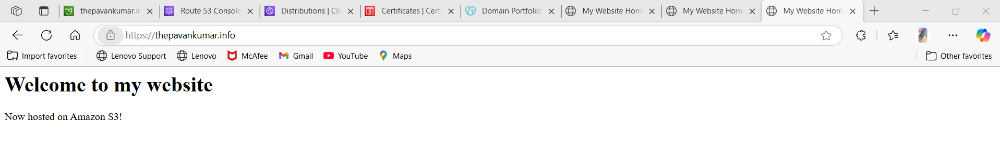 thepavankumar.in
Route 53 Console
Distributions | Clo
Certificates | Certi
Domain Portfolio
My Website Hom
My Website Hom
My Website Hom
https://thepavankumar.info
Import favorites Lenovo Support Lenovo McAfee Gmail YouTube Maps Other favorites
Welcome to my website
Now hosted on Amazon S3!